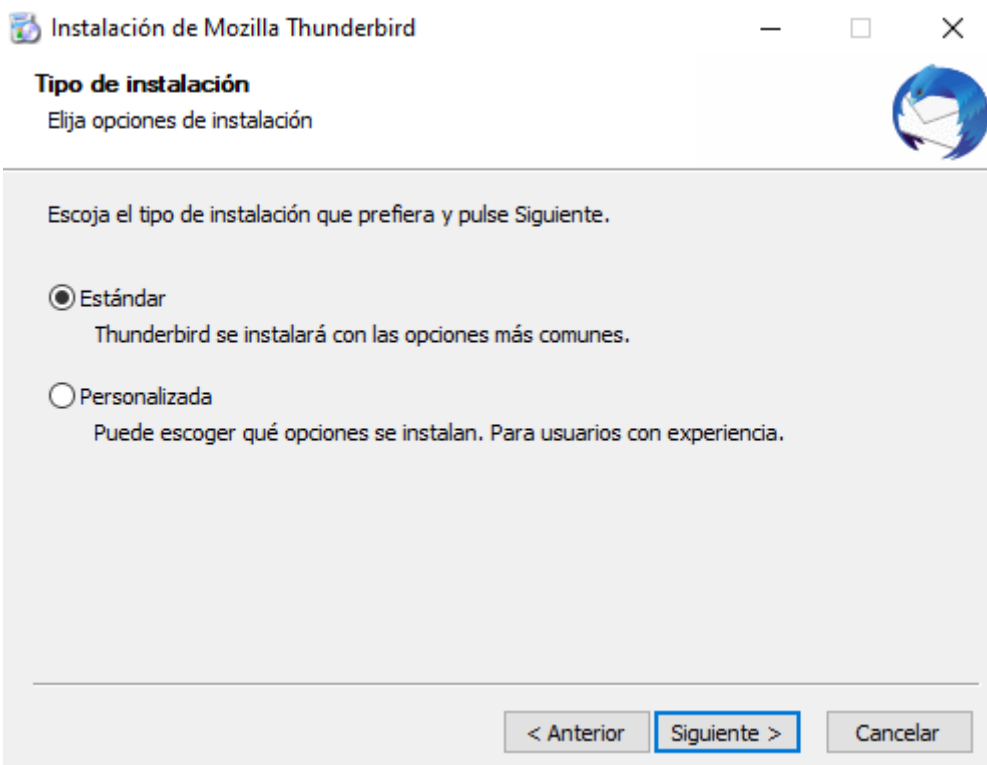 Instalación de Mozilla Thunderbird
Tipo de instalación
Elija opciones de instalación
Escoja el tipo de instalación que prefiera y pulse Siguiente.
Estándar
Thunderbird se instalará con las opciones más comunes.
Personalizada
Puede escoger qué opciones se instalan. Para usuarios con experiencia.
< Anterior
Siguiente >
Cancelar